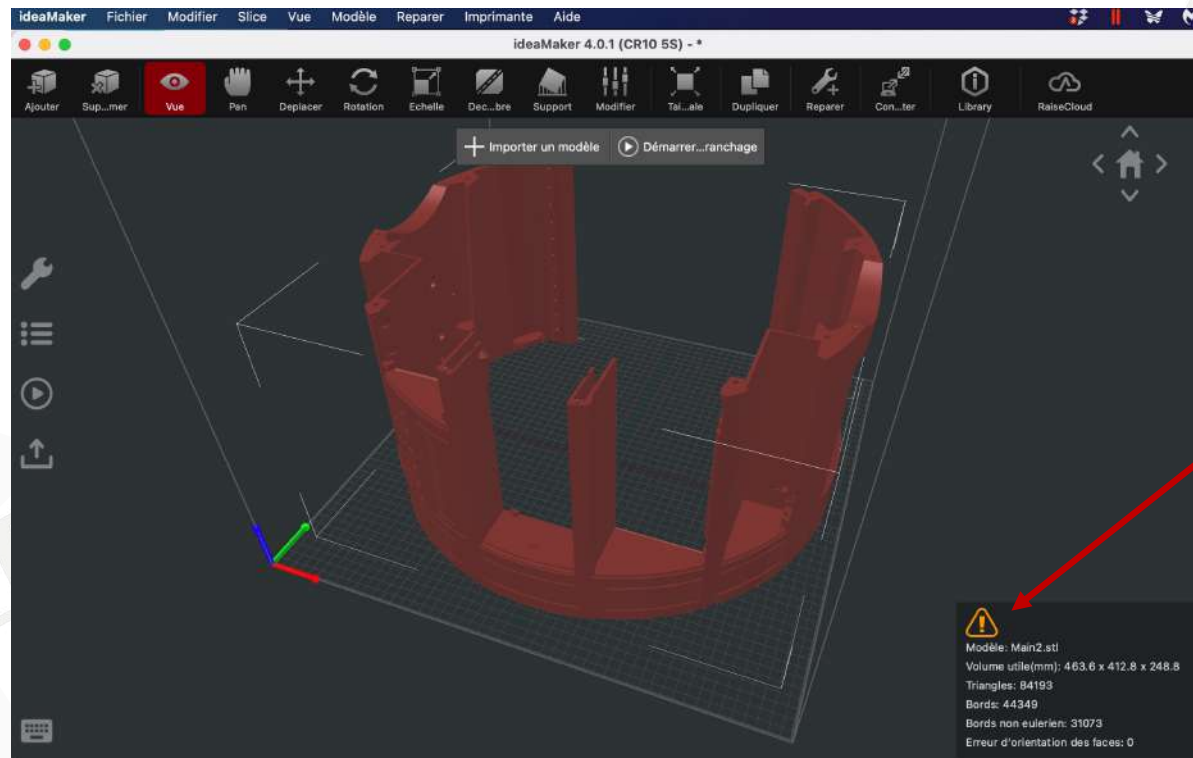 ideaMaker Fichier Modifier Slice Vue Modèle Reparer Imprimante Aide
ideaMaker 4.0.1 (CR10 5S) - *
Ajouter Sup...mer Vue Pan Deplacer Rotation Echelle Dec...bre Support Modifier Tai...ale Dupliquer Reparer Con...ter Library RaiseCloud
Importer un modèle Démarrer...ranchage
Modèle: Main2.stl
Volume utile(mm): 463.6 x 412.8 x 248.8
Triangles: 84193
Bords: 44349
Bords non eulerien: 31073
Erreur d'orientation des faces: 0